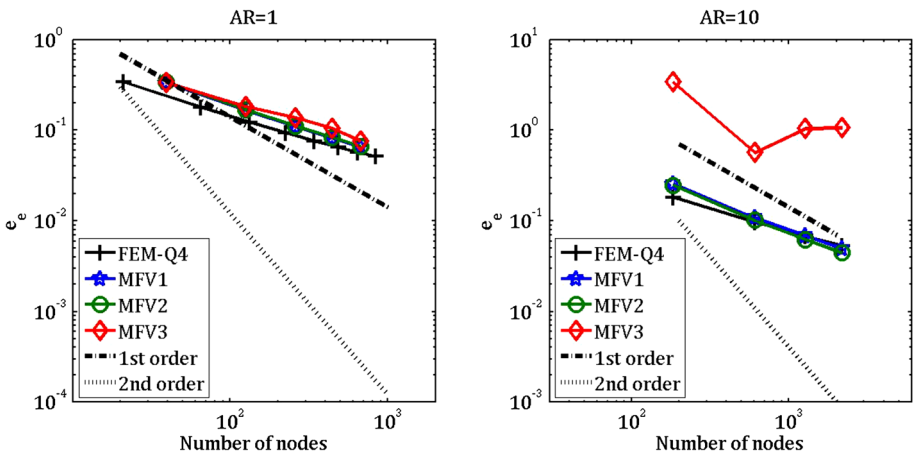 AR=1
10^0
10^-1
10^-2
10^-3
10^-4
e_e
10^2
10^3
Number of nodes
FEM-Q4
MFV1
MFV2
MFV3
1st order
2nd order
AR=10
10^1
10^0
10^-1
10^-2
10^-3
e_e
10^2
10^3
Number of nodes
FEM-Q4
MFV1
MFV2
MFV3
1st order
2nd order